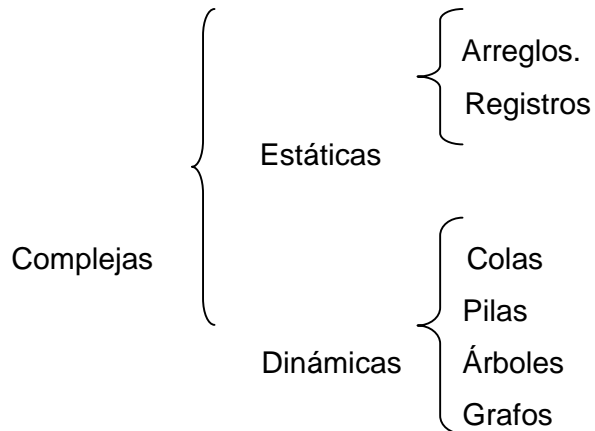 Complejas
Estáticas
Arreglos.
Registros
Dinámicas
Colas
Pilas
Árboles
Grafos